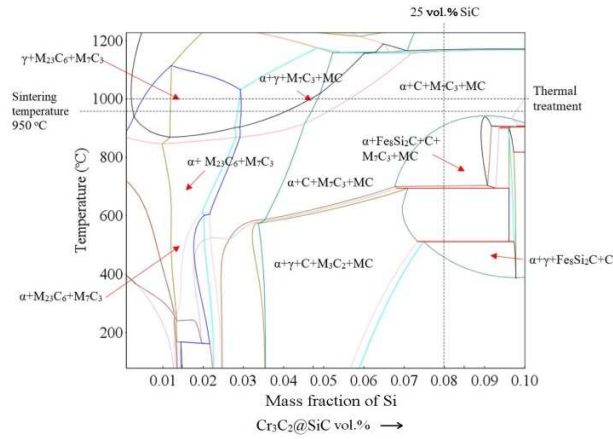 25 vol.% SiC
1200
γ+M23C6+M7C3
α+γ+M7C3+MC
α+C+M7C3+MC
Sintering
temperature
950 °C
1000
Thermal
treatment
800
α+Fe8Si2C+C+
M7C3+MC
α+ M23C6+M7C3
α+C+M7C3+MC
Temperature (°C)
600
400
α+M23C6+M7C3
α+γ+C+M3C2+MC
α+γ+Fe8Si2C+C
200
0.01 0.02 0.03 0.04 0.05 0.06 0.07 0.08 0.09 0.10
Mass fraction of Si
Cr3C2@SiC vol.% →